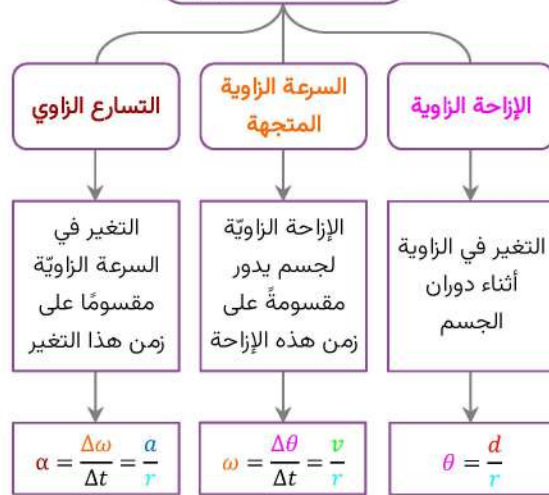 الإزاحة الزاوية
السرعة الزاوية
المتجهة
التسارع الزاوي
التغير في الزاوية
أثناء دوران
الجسم
الإزاحة الزاويّة
لجسم يدور
مقسومةً على
زمن هذه الإزاحة
التغير في
السرعة الزاويّة
مقسومًا على
زمن هذا التغير
θ = d/r
ω = Δθ/Δt = v/r
α = Δω/Δt = a/r